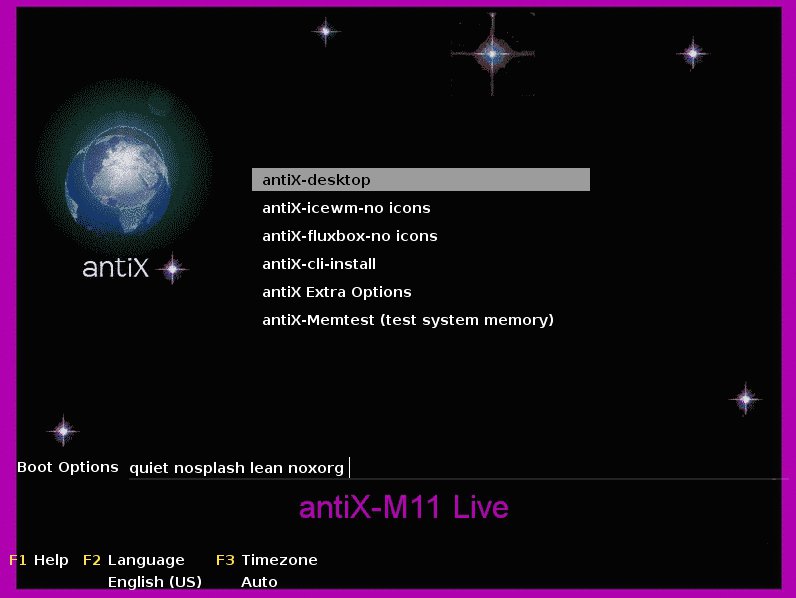 antiX
antiX-desktop
antiX-icewm-no icons
antiX-fluxbox-no icons
antiX-cli-install
antiX Extra Options
antiX-Memtest (test system memory)
Boot Options quiet nosplash lean noxorg
antiX-M11 Live
F1 Help F2 Language F3 Timezone
English (US) Auto